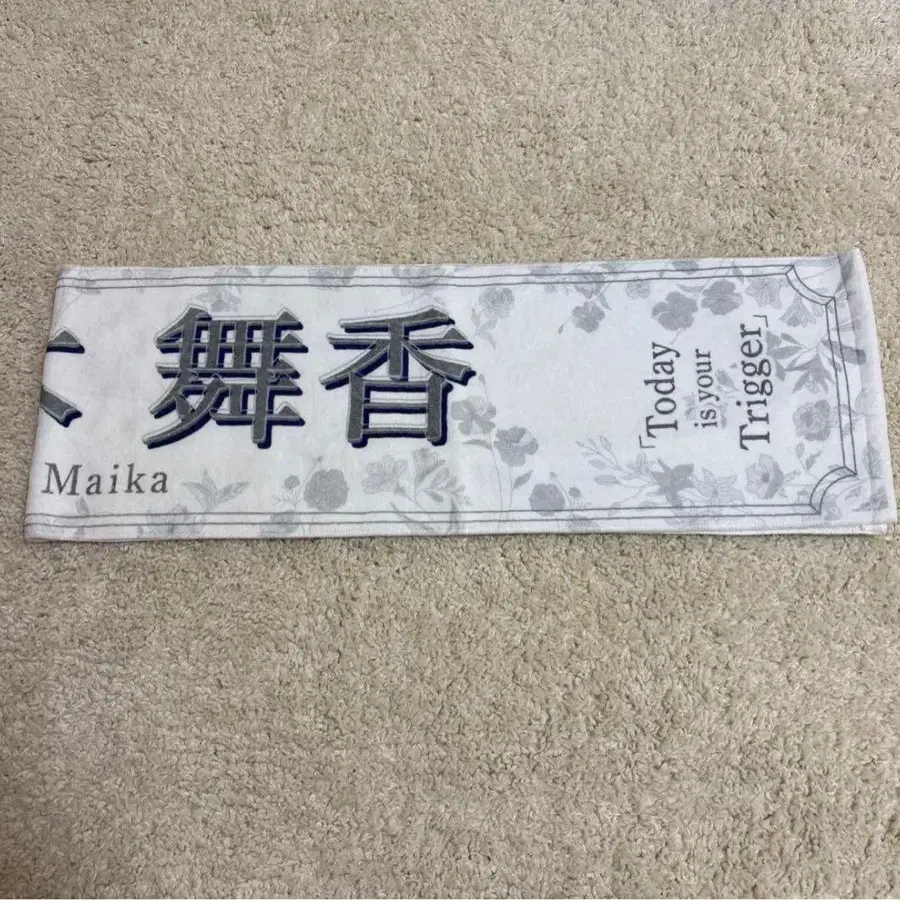 舞香
Maika
「Today
is your
Trigger」